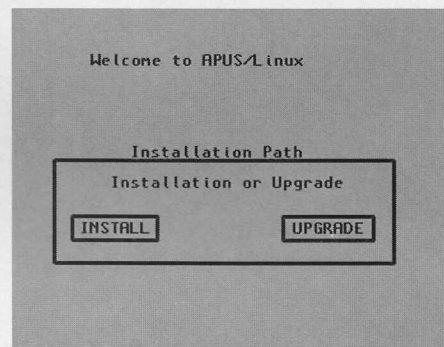 Welcome to APUS/Linux
Installation Path
Installation or Upgrade
INSTALL
UPGRADE